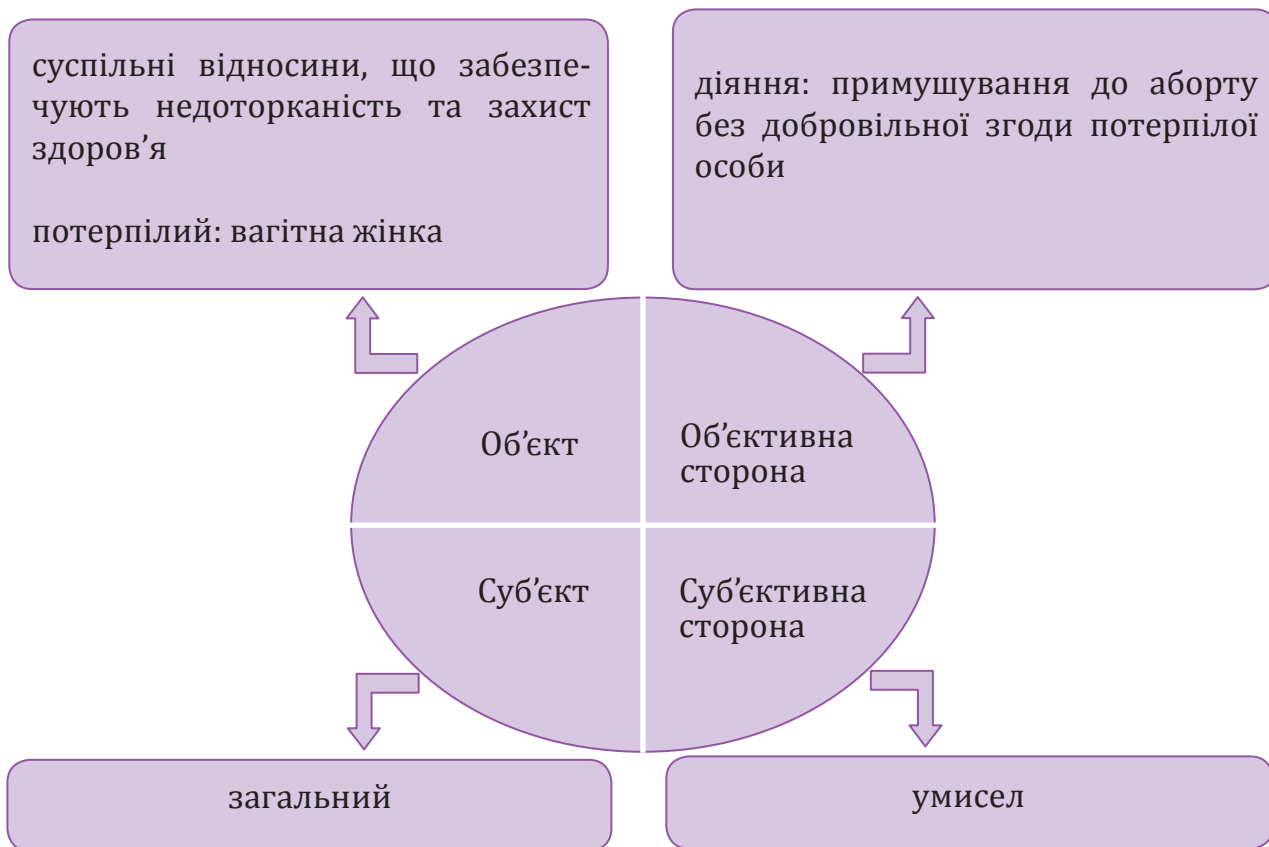 суспільні відносини, що забезпе-
чують недоторканість та захист
здоров’я
потерпілий: вагітна жінка
діяння: примушування до аборту
без добровільної згоди потерпілої
особи
Об’єкт
Об’єктивна
сторона
Суб’єкт
Суб’єктивна
сторона
загальний
умисел